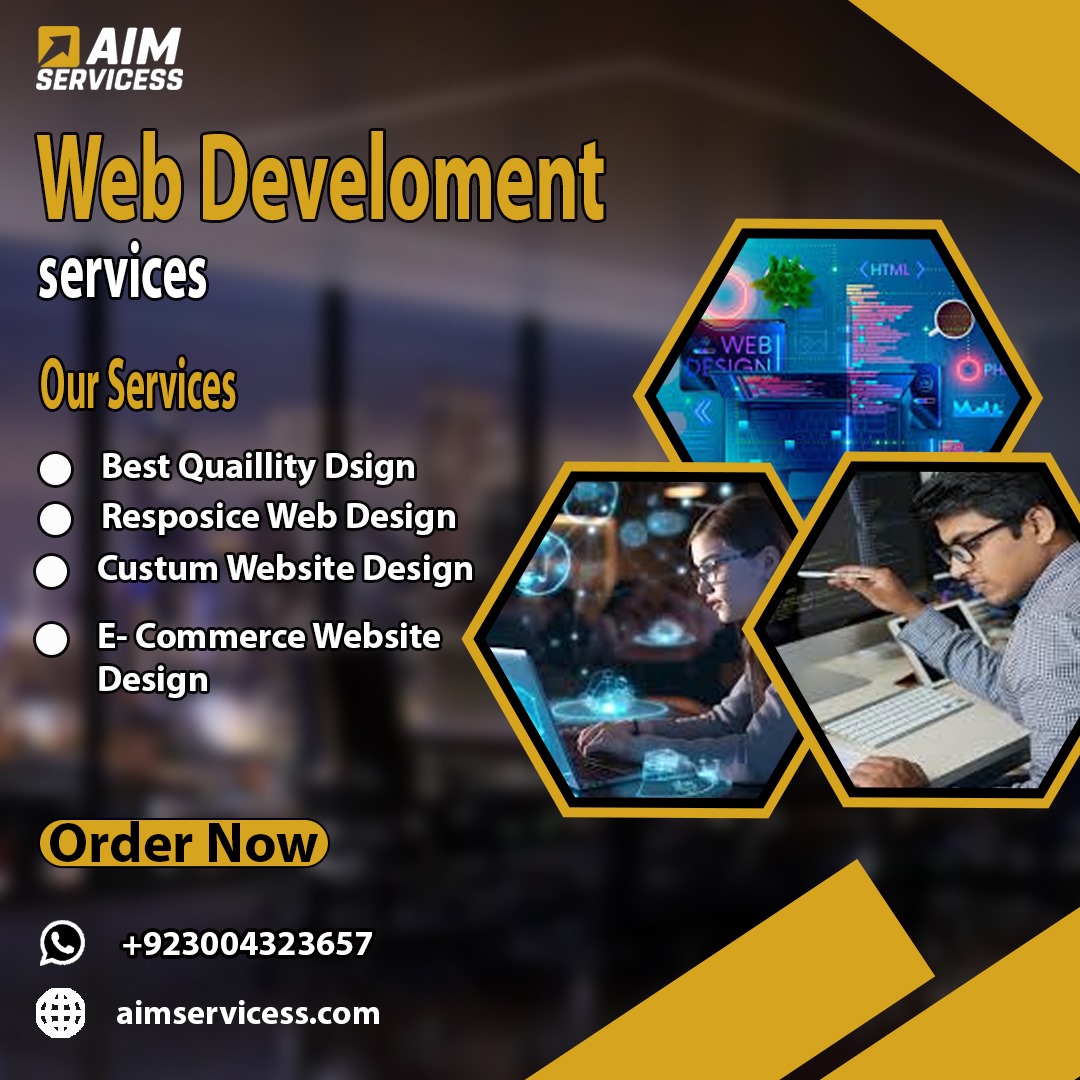 AIM
SERVICESS
Web Develoment
services
Our Services
Best Quaillity Dsign
Resposice Web Design
Custum Website Design
E- Commerce Website
Design
< HTML >
WEB
DESIGN
PH
Order Now
+923004323657
aimservicess.com